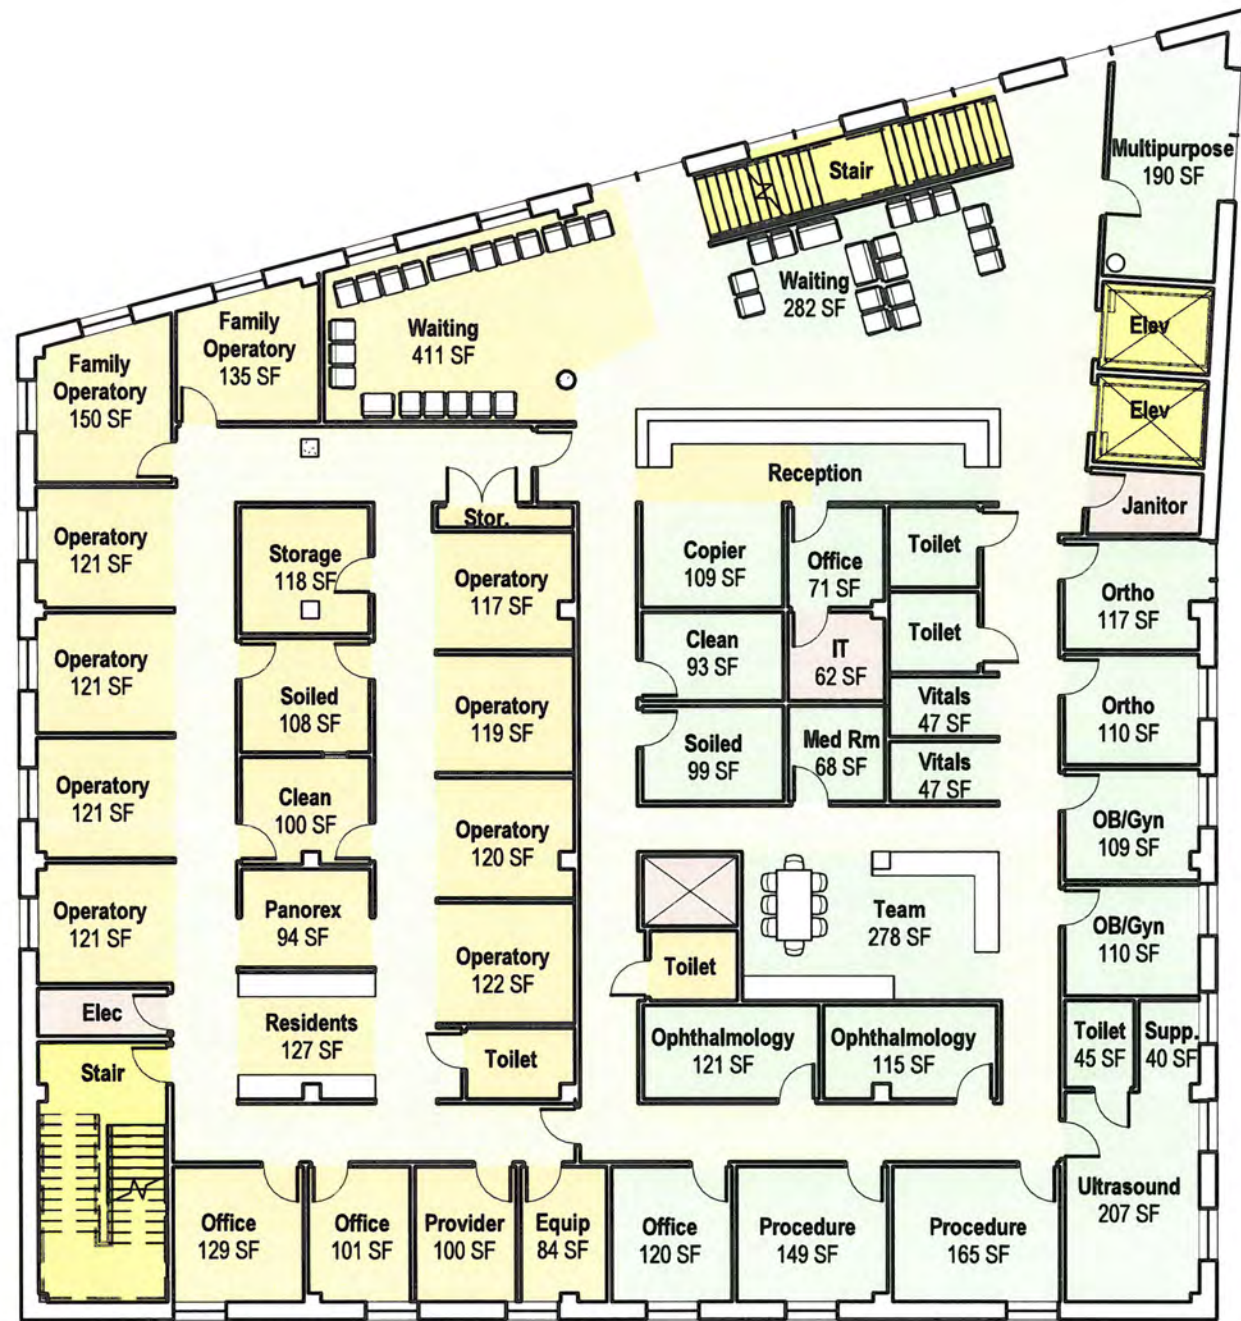 Multipurpose
190 SF
Stair
Waiting
282 SF
Family
Operatory
135 SF
Waiting
411 SF
Elev
Family
Operatory
150 SF
Elev
Reception
Janitor
Stor.
Operatory
121 SF
Storage
118 SF
Operatory
117 SF
Copier
109 SF
Office
71 SF
Toilet
Ortho
117 SF
Operatory
121 SF
Soiled
108 SF
Operatory
119 SF
Clean
93 SF
IT
62 SF
Toilet
Vitals
47 SF
Ortho
110 SF
Operatory
121 SF
Clean
100 SF
Operatory
120 SF
Soiled
99 SF
Med Rm
68 SF
Vitals
47 SF
OB/Gyn
109 SF
Operatory
121 SF
Panorex
94 SF
Operatory
122 SF
Team
278 SF
OB/Gyn
110 SF
Toilet
Elec
Residents
127 SF
Toilet
Ophthalmology
121 SF
Ophthalmology
115 SF
Toilet
45 SF
Supp.
40 SF
Stair
Office
129 SF
Office
101 SF
Provider
100 SF
Equip
84 SF
Office
120 SF
Procedure
149 SF
Procedure
165 SF
Ultrasound
207 SF